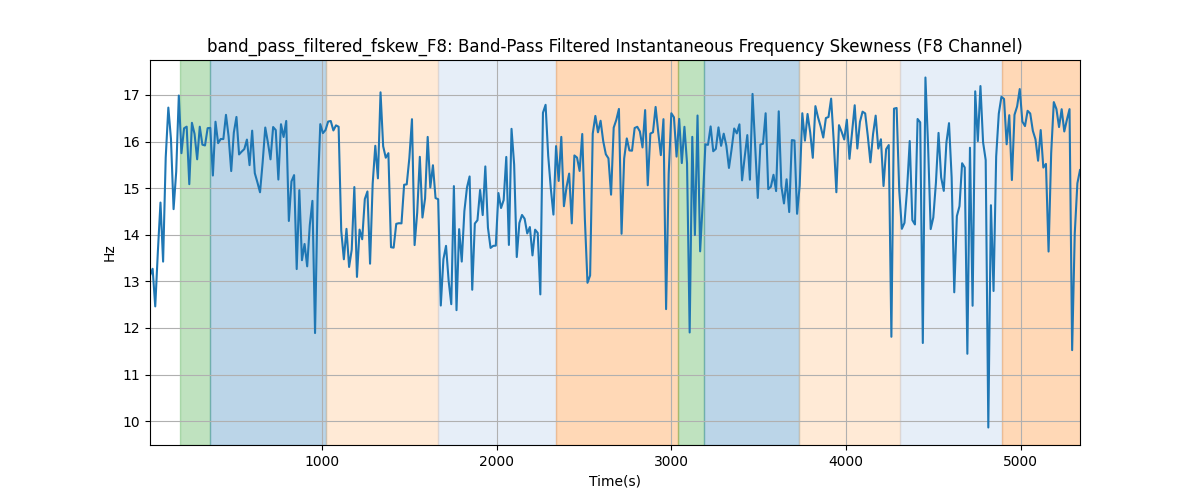 band_pass_filtered_fskew_F8: Band-Pass Filtered Instantaneous Frequency Skewness (F8 Channel)
17
16
15
14
13
12
11
10
Hz
1000 2000 3000 4000 5000
Time(s)